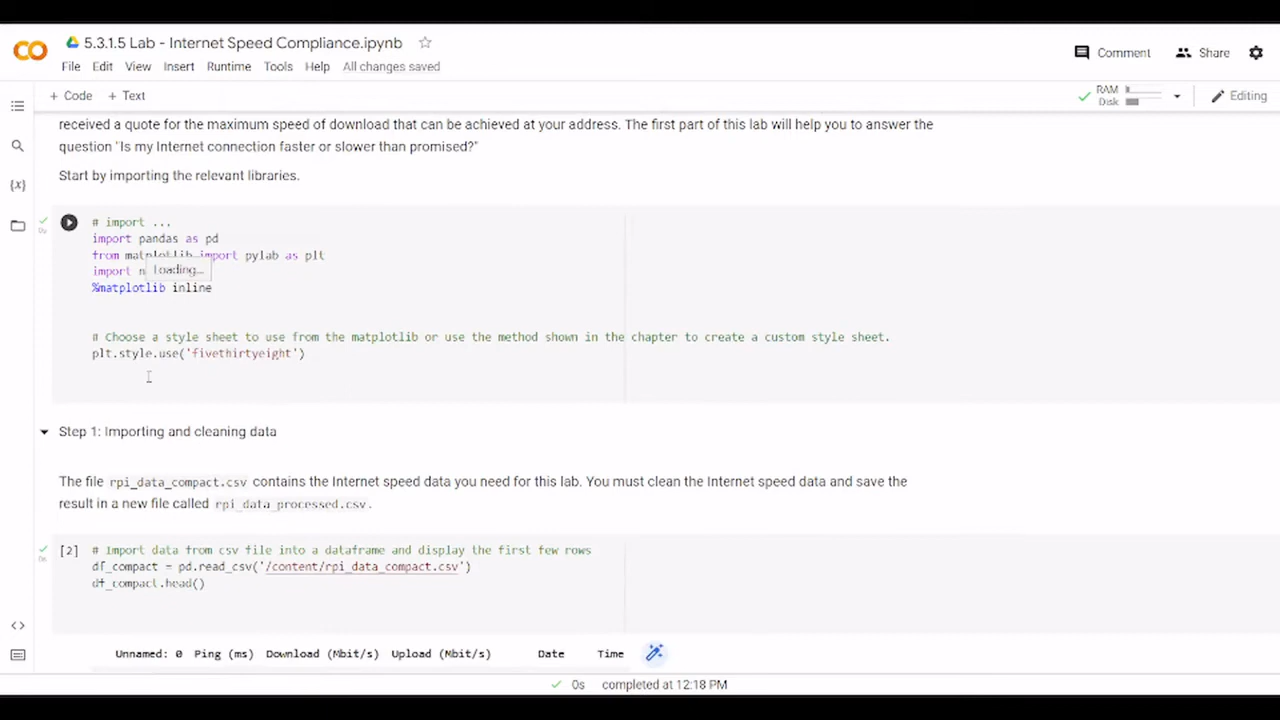 5.3.1.5 Lab - Internet Speed Compliance.ipynb
File Edit View Insert Runtime Tools Help All changes saved
Comment Share
+ Code + Text
RAM
Disk
Editing
received a quote for the maximum speed of download that can be achieved at your address. The first part of this lab will help you to answer the
question "Is my Internet connection faster or slower than promised?"
Start by importing the relevant libraries.
# import ...
import pandas as pd
from matplotlib import pylab as plt
import n
Loading...
%matplotlib inline
# Choose a style sheet to use from the matplotlib or use the method shown in the chapter to create a custom style sheet.
plt.style.use('fivethirtyeight')
Step 1: Importing and cleaning data
The file rpi_data_compact.csv contains the Internet speed data you need for this lab. You must clean the Internet speed data and save the
result in a new file called rpi_data_processed.csv.
[2] # Import data from csv file into a dataframe and display the first few rows
df_compact = pd.read_csv('/content/rpi_data_compact.csv')
df_compact.head()
Unnamed: 0 Ping (ms) Download (Mbit/s) Upload (Mbit/s) Date Time
0s completed at 12:18 PM